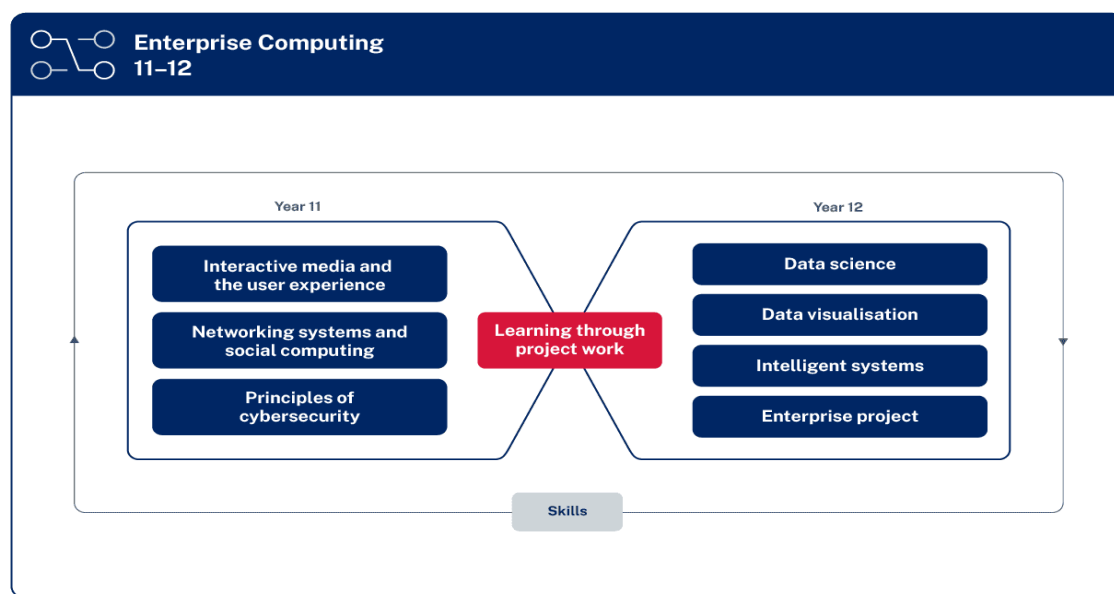 Enterprise Computing
11–12
Year 11
Interactive media and
the user experience
Networking systems and
social computing
Principles of
cybersecurity
Learning through
project work
Year 12
Data science
Data visualisation
Intelligent systems
Enterprise project
Skills